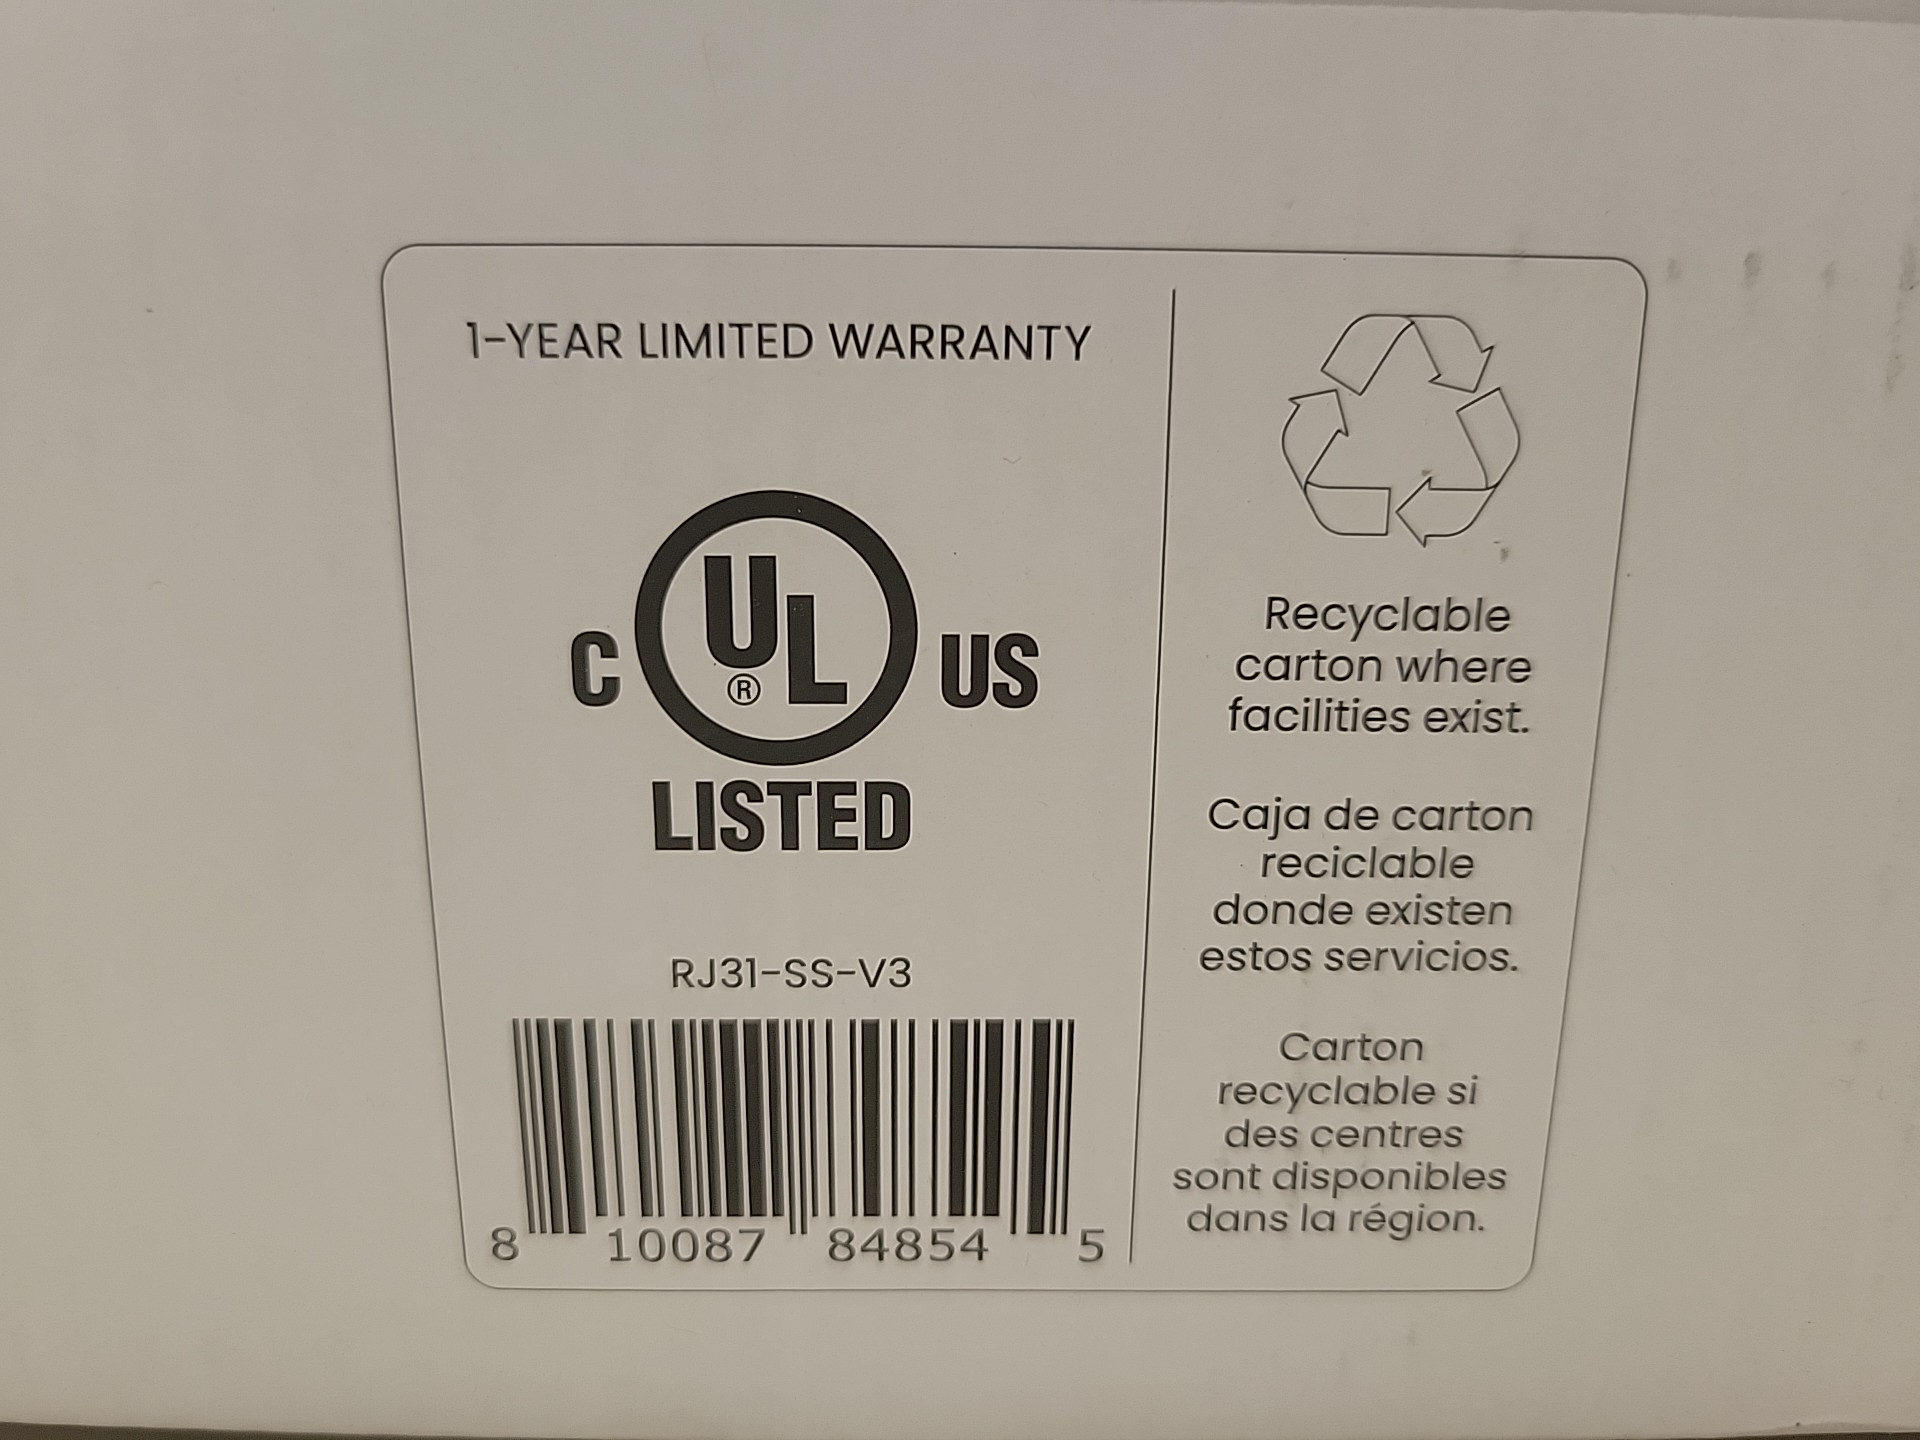 1-YEAR LIMITED WARRANTY
C UL ® US
LISTED
RJ31-SS-V3
8 10087 84854 5
Recyclable
carton where
facilities exist.
Caja de carton
reciclable
donde existen
estos servicios.
Carton
recyclable si
des centres
sont disponibles
dans la région.